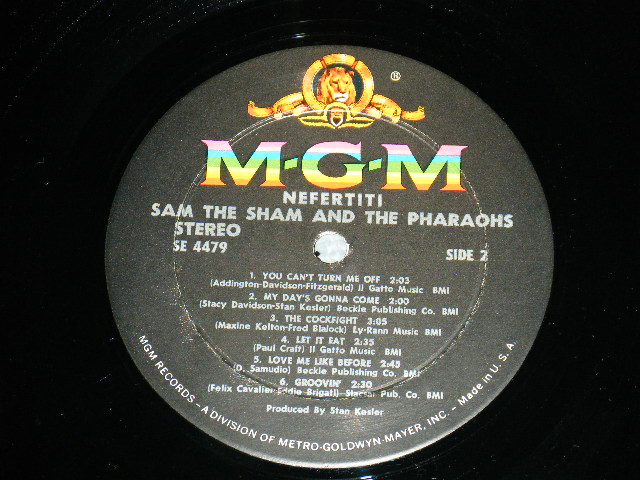 ®
M-G-M
NEFERTITI
SAM THE SHAM AND THE PHARAOHS
STEREO
SE 4479
SIDE 2
1. YOU CAN'T TURN ME OFF 2:03
(Addington-Davidson-Fitzgerald) Il Gatto Music BMI
2. MY DAY'S GONNA COME 2:00
(Stacy Davidson-Stan Kesler) Beckie Publishing Co. BMI
3. THE COCKFIGHT 3:05
(Maxine Kelton-Fred Blalock) Ly-Rann Music BMI
4. LET IT EAT 2:35
(Paul Craft) Il Gatto Music BMI
5. LOVE ME LIKE BEFORE 2:45
(D. Samudio) Beckie Publishing Co. BMI
6. GROOVIN' 2:30
(Felix Cavalier-Eddie Brigati) Slacsar Pub. Co. BMI
Produced By Stan Kesler
MGM RECORDS - A DIVISION OF METRO-GOLDWYN-MAYER, INC. - Made in U.S.A.